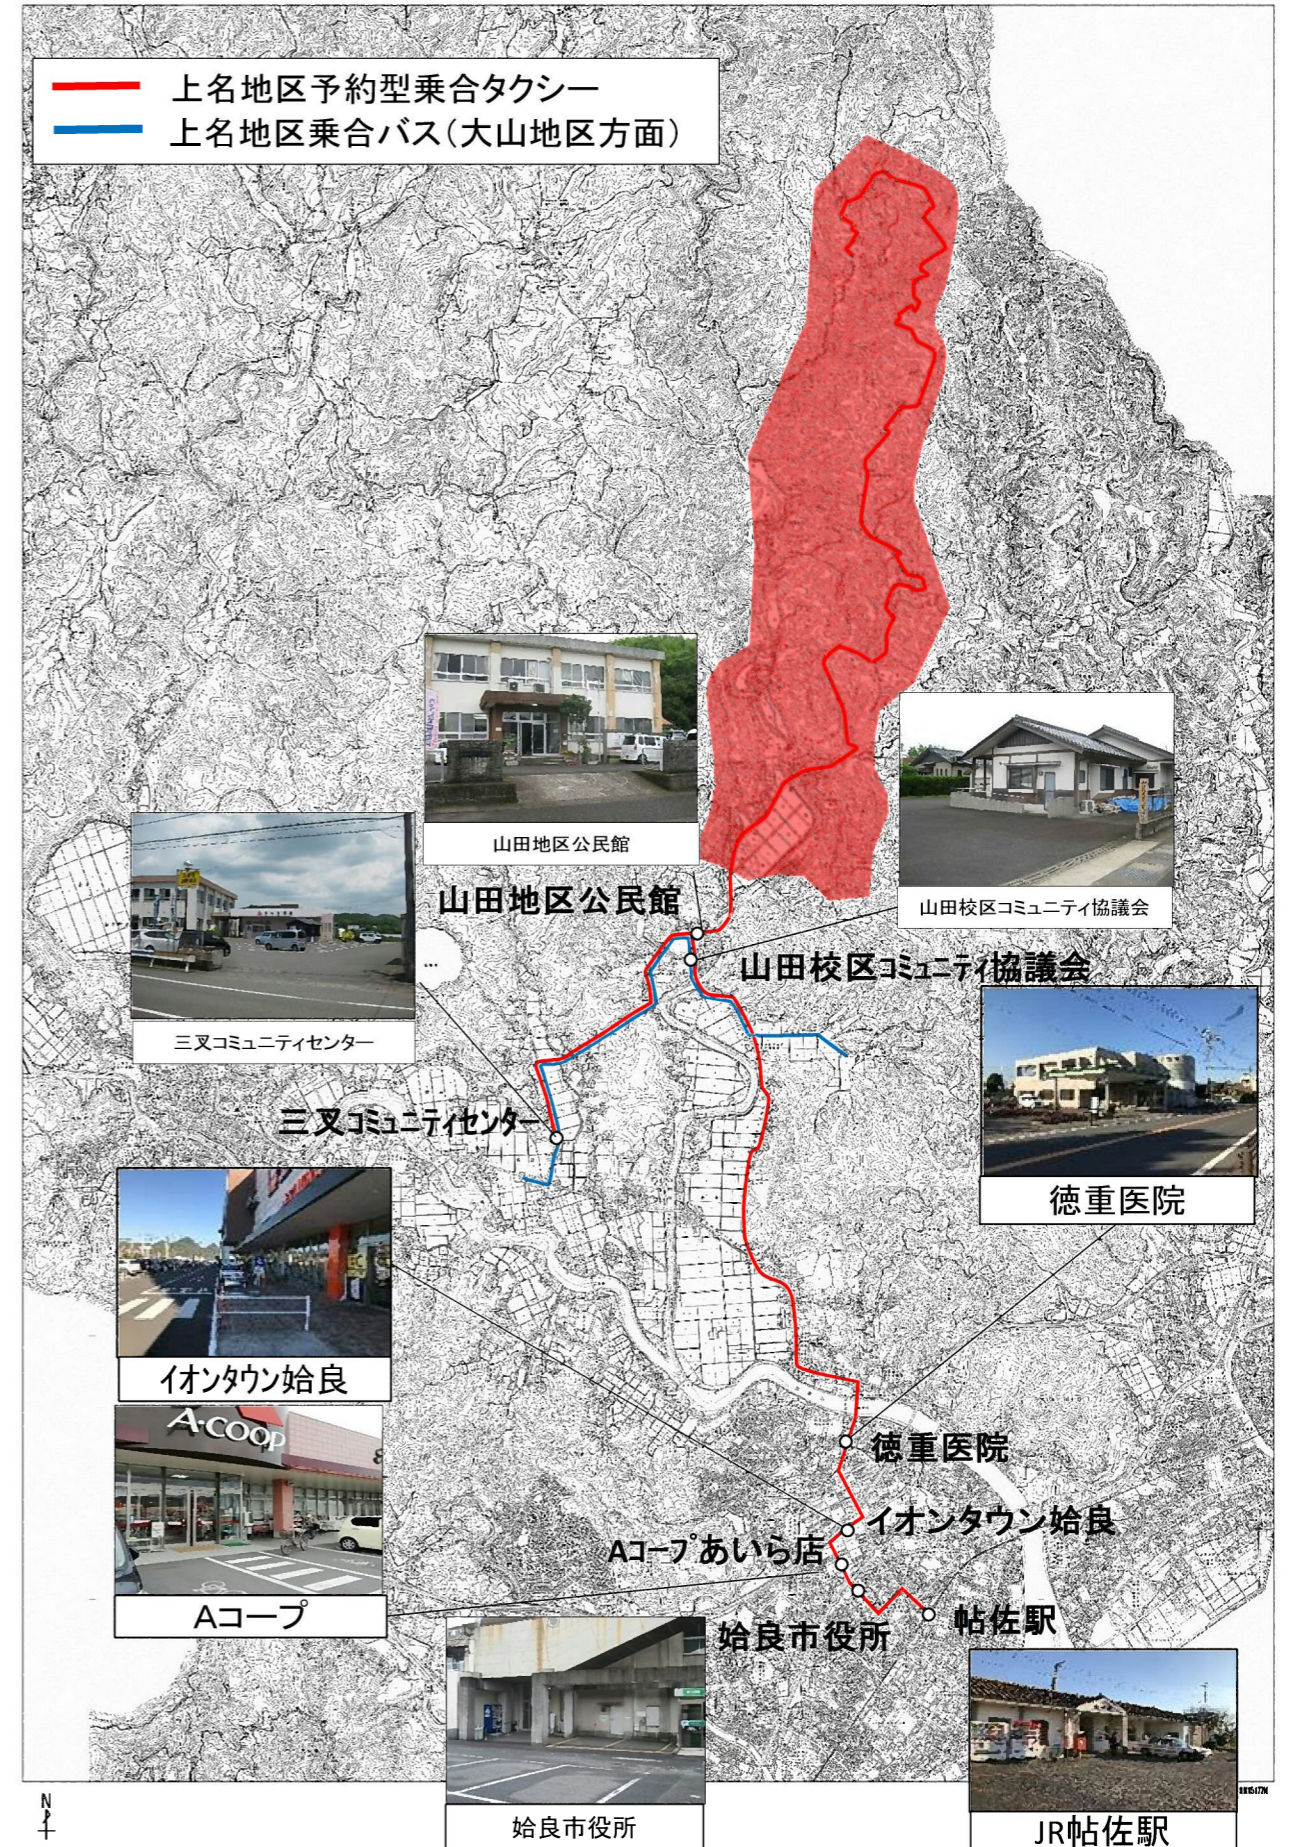 上名地区予約型乗合タクシー
上名地区乗合バス(大山地区方面)
山田地区公民館
山田地区公民館
山田校区コミュニティ協議会
山田校区コミュニティ協議会
三叉コミュニティセンター
...
三叉コミュニティセンター
徳重医院
イオンタウン姶良
A・COOP
Aコープ
徳重医院
イオンタウン姶良
Aコープあいら店
姶良市役所
帖佐駅
姶良市役所
JR帖佐駅
N